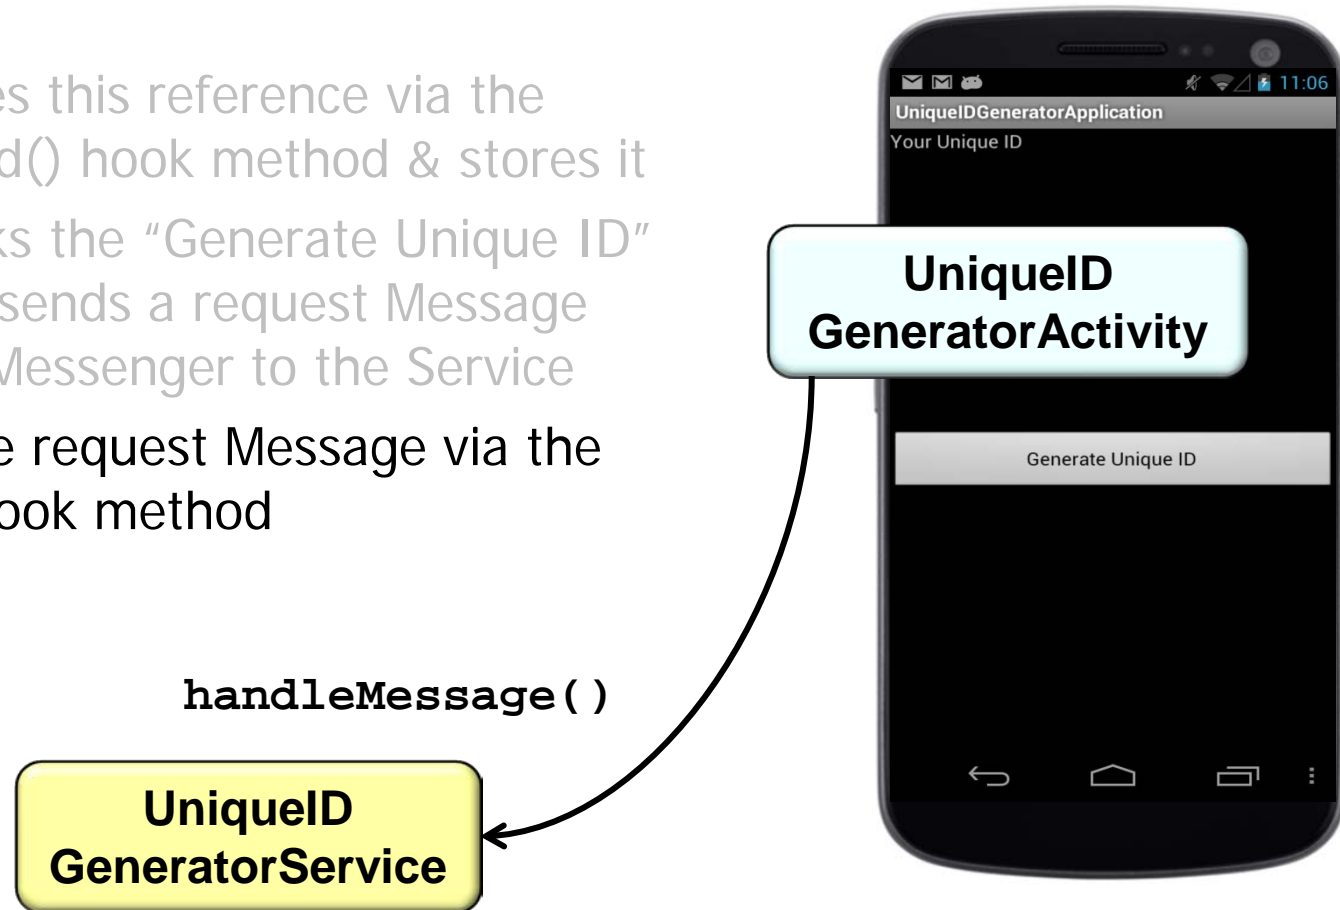 es this reference via the
d() hook method & stores it
ks the “Generate Unique ID”
sends a request Message
Messenger to the Service
e request Message via the
ook method
11:06
UniqueIDGeneratorApplication
Your Unique ID
UniqueID
GeneratorActivity
Generate Unique ID
handleMessage()
UniqueID
GeneratorService